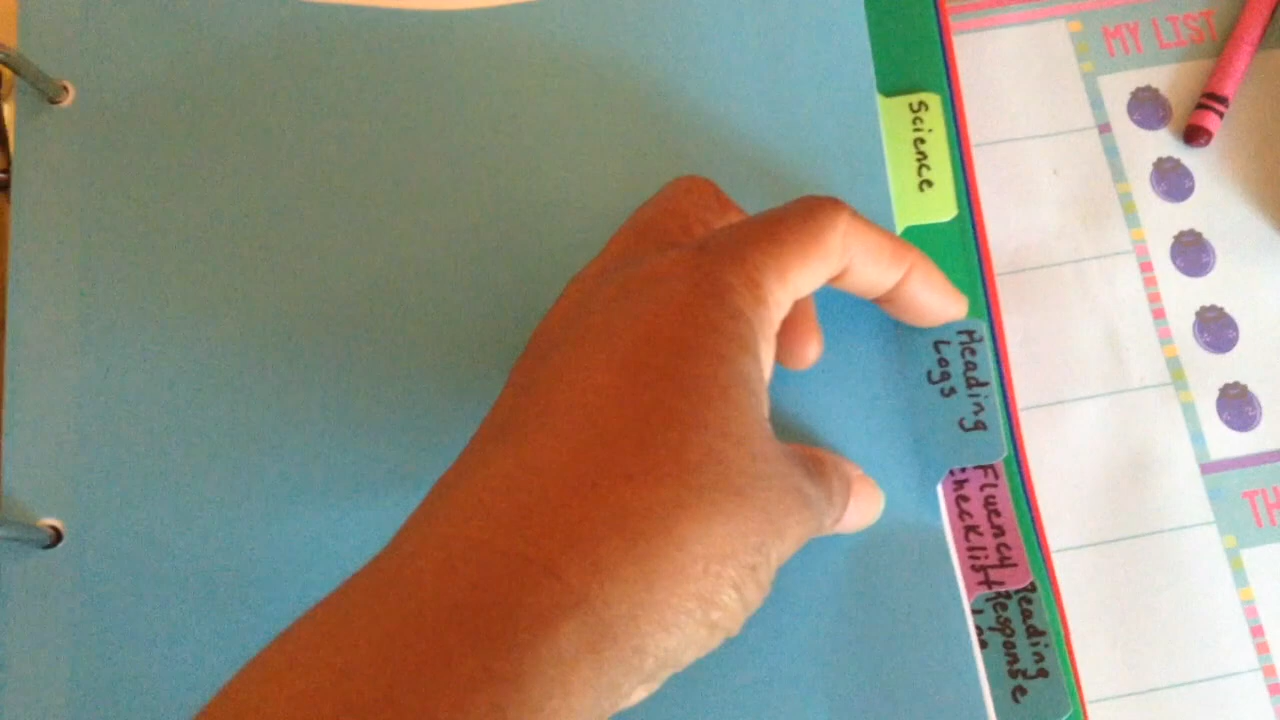 MY LIST
Science
Reading
Logs
Fluency
checklist
Reading
Response
TH